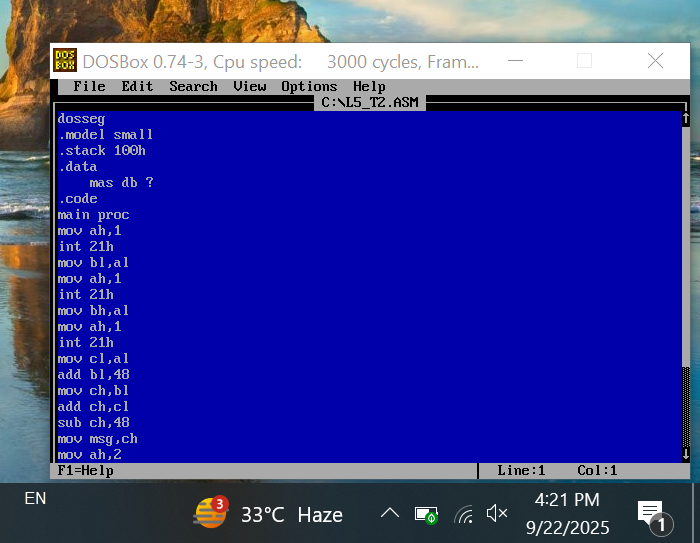 DOS
BOX
DOSBox 0.74-3, Cpu speed: 3000 cycles, Fram...
File Edit Search View Options Help
C:\L5_T2.ASM
dosseg
.model small
.stack 100h
.data
mas db ?
.code
main proc
mov ah,1
int 21h
mov bl,al
mov ah,1
int 21h
mov bh,al
mov ah,1
int 21h
mov cl,al
add bl,48
mov ch,bl
add ch,cl
sub ch,48
mov msg,ch
mov ah,2
F1=Help Line:1 Col:1
EN
3
33°C Haze
4:21 PM
9/22/2025
1